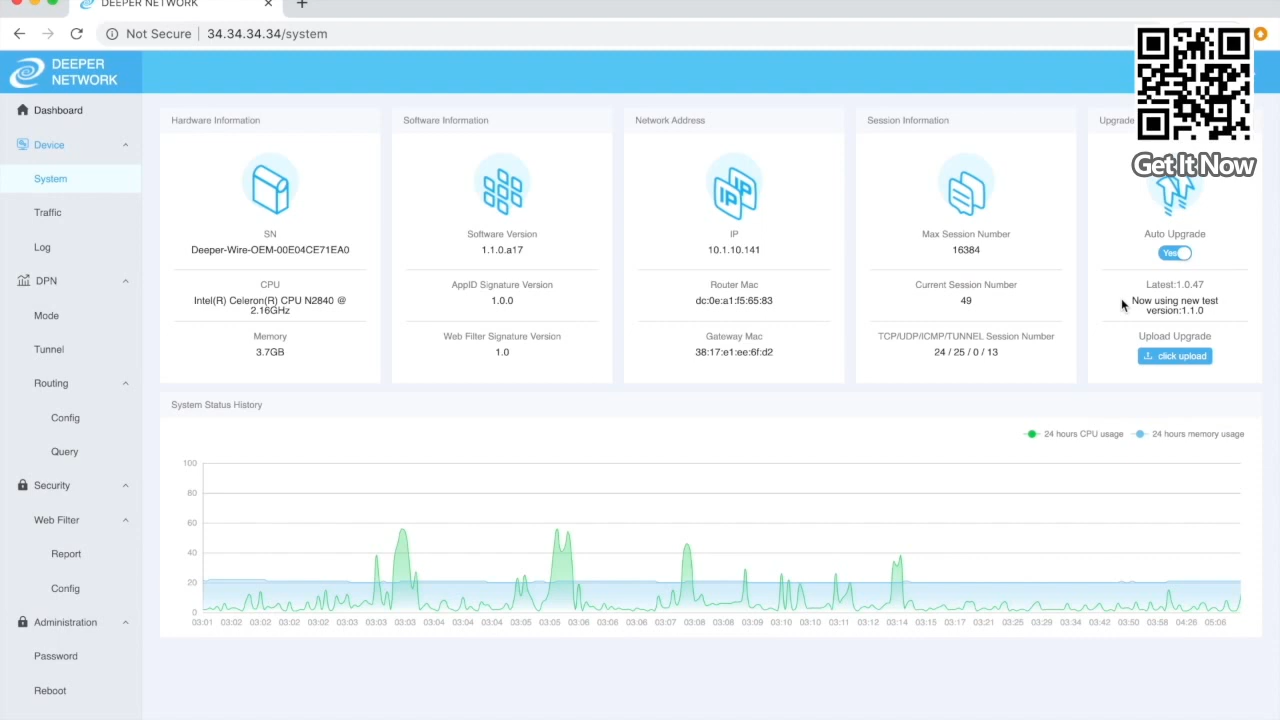 DEEPER NETWORK
Not Secure
34.34.34.34/system
DEEPER
NETWORK
Get It Now
Dashboard
Device
System
Traffic
Log
DPN
Mode
Tunnel
Routing
Config
Query
Security
Web Filter
Report
Config
Administration
Password
Reboot
Hardware Information
SN
Deeper-Wire-OEM-00E04CE71EA0
CPU
Intel(R) Celeron(R) CPU N2840 @
2.16GHz
Memory
3.7GB
Software Information
Software Version
1.1.0.a17
AppID Signature Version
1.0.0
Web Filter Signature Version
1.0
Network Address
IP
IP
IP
10.1.10.141
Router Mac
dc:0e:a1:f5:65:83
Gateway Mac
38:17:e1:ee:6f:d2
Session Information
Max Session Number
16384
Current Session Number
49
TCP/UDP/ICMP/TUNNEL Session Number
24 / 25 / 0 / 13
Upgrade
Auto Upgrade
Yes
Latest:1.0.47
Now using new test
version:1.1.0
Upload Upgrade
click upload
System Status History
24 hours CPU usage
24 hours memory usage
100
80
60
40
20
0
03:01 03:02 03:02 03:02 03:02 03:03 03:03 03:03 03:04 03:04 03:04 03:05 03:05 03:06 03:06 03:06 03:07 03:08 03:08 03:09 03:10 03:10 03:11 03:12 03:14 03:15 03:17 03:21 03:25 03:29 03:34 03:42 03:50 03:58 04:26 05:06